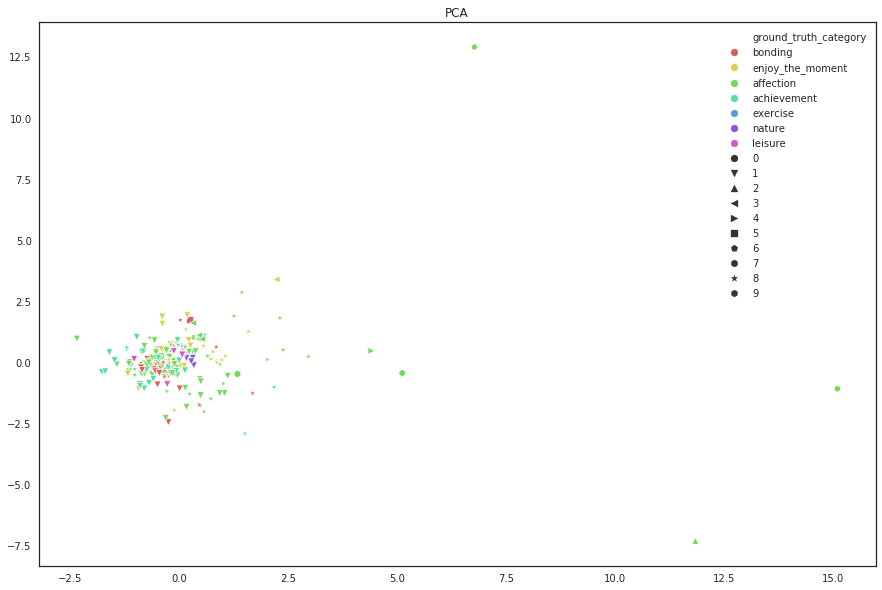 PCA
ground_truth_category
bonding
enjoy_the_moment
affection
achievement
exercise
nature
leisure
0
1
2
3
4
5
6
7
8
9
12.5
10.0
7.5
5.0
2.5
0.0
−2.5
−5.0
−7.5
−2.5 0.0 2.5 5.0 7.5 10.0 12.5 15.0